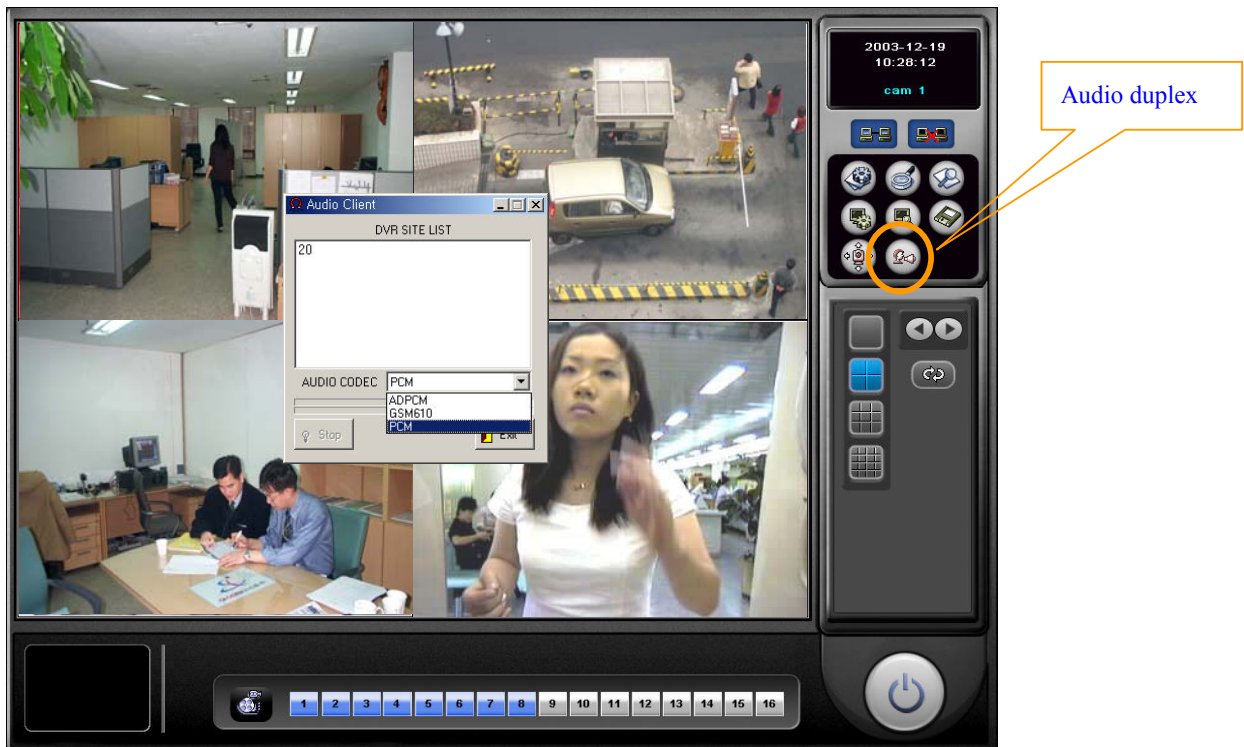 2003-12-19
10:28:12
cam 1
Audio duplex
Audio Client
DVR SITE LIST
20
AUDIO CODEC PCM
ADPCM
GSM610
PCM
Stop
Exit
1 2 3 4 5 6 7 8 9 10 11 12 13 14 15 16